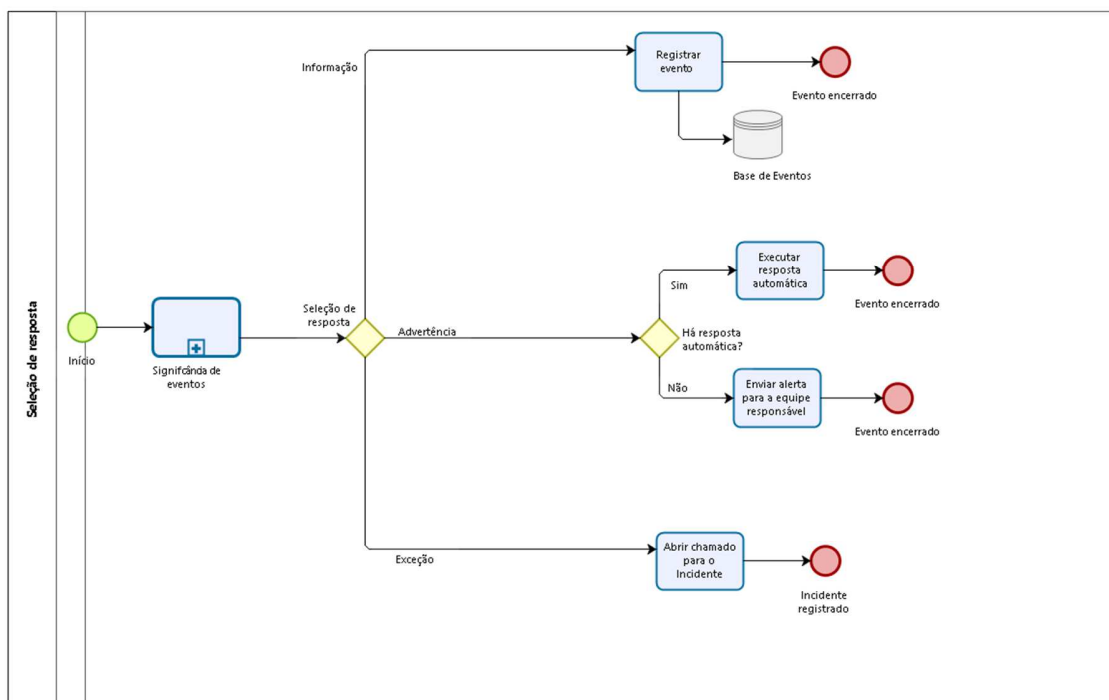 Seleção de resposta
Início
Signifcância de
eventos
Seleção de
resposta
Informação
Registrar
evento
Evento encerrado
Base de Eventos
Advertência
Há resposta
automática?
Sim
Executar
resposta
automática
Evento encerrado
Não
Enviar alerta
para a equipe
responsável
Evento encerrado
Exceção
Abrir chamado
para o
Incidente
Incidente
registrado